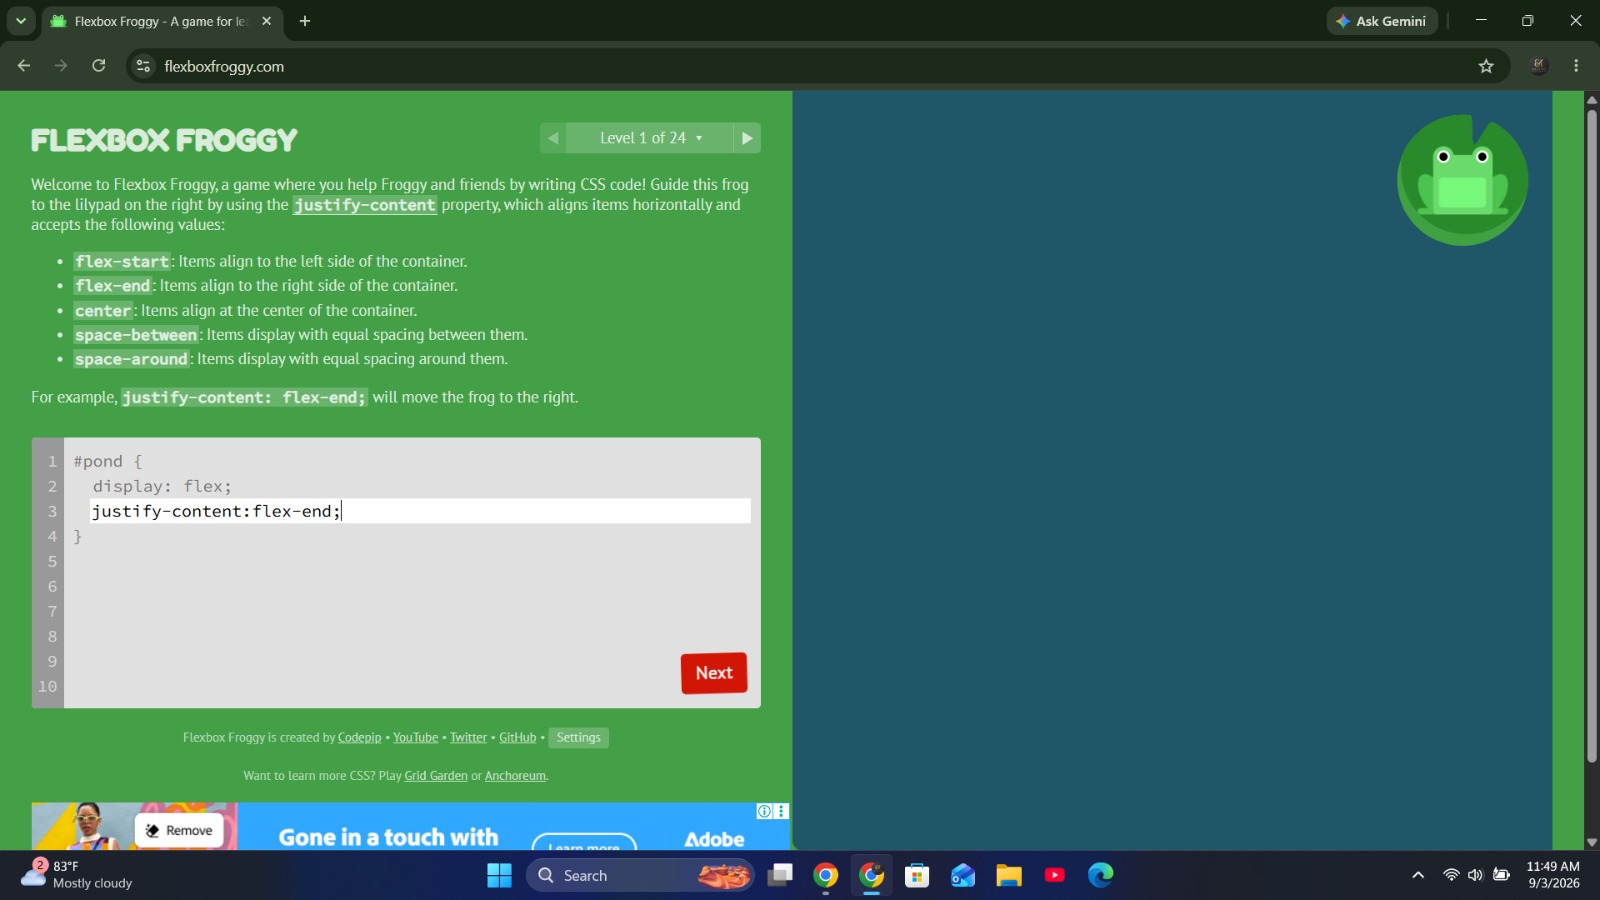 Flexbox Froggy - A game for le
Ask Gemini
flexboxfroggy.com
FLEXBOX FROGGY
Level 1 of 24
Welcome to Flexbox Froggy, a game where you help Froggy and friends by writing CSS code! Guide this frog
to the lilypad on the right by using the justify-content property, which aligns items horizontally and
accepts the following values:
• flex-start: Items align to the left side of the container.
• flex-end: Items align to the right side of the container.
• center: Items align at the center of the container.
• space-between: Items display with equal spacing between them.
• space-around: Items display with equal spacing around them.
For example, justify-content: flex-end; will move the frog to the right.
1 #pond {
2 display: flex;
3 justify-content:flex-end;
4 }
5
6
7
8
9
10
Next
Flexbox Froggy is created by Codepip • YouTube • Twitter • GitHub • Settings
Want to learn more CSS? Play Grid Garden or Anchoreum.
Remove
Gone in a touch with
Learn more
Adobe
2
83°F
Mostly cloudy
Search
11:49 AM
9/3/2026